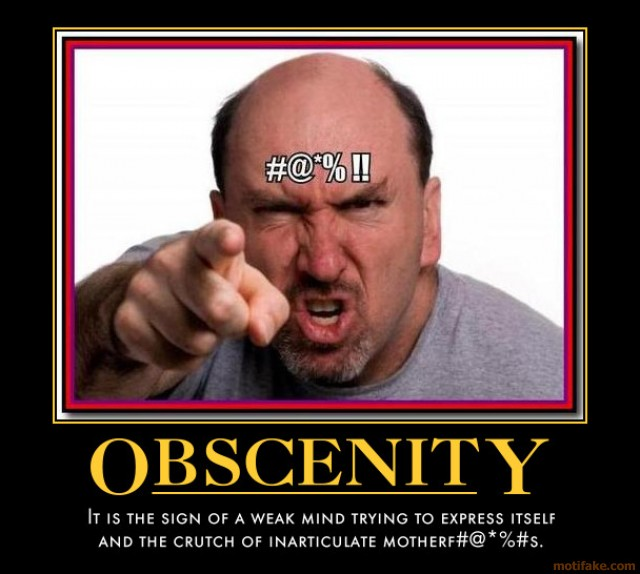 #@*% !!
OBSCENITY
IT IS THE SIGN OF A WEAK MIND TRYING TO EXPRESS ITSELF
AND THE CRUTCH OF INARTICULATE MOTHERF#@*%#S.
motifake.com